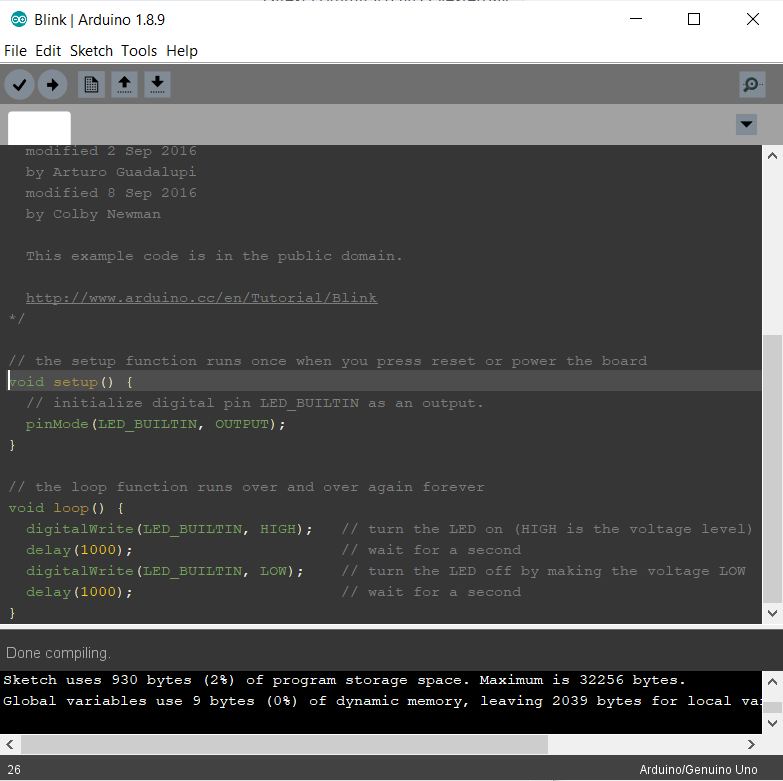 Blink | Arduino 1.8.9
File Edit Sketch Tools Help
modified 2 Sep 2016
by Arturo Guadalupi
modified 8 Sep 2016
by Colby Newman
This example code is in the public domain.
http://www.arduino.cc/en/Tutorial/Blink
*/
// the setup function runs once when you press reset or power the board
void setup() {
// initialize digital pin LED_BUILTIN as an output.
pinMode(LED_BUILTIN, OUTPUT);
}
// the loop function runs over and over again forever
void loop() {
digitalWrite(LED_BUILTIN, HIGH);   // turn the LED on (HIGH is the voltage level)
delay(1000);                       // wait for a second
digitalWrite(LED_BUILTIN, LOW);    // turn the LED off by making the voltage LOW
delay(1000);                       // wait for a second
}
Done compiling.
Sketch uses 930 bytes (2%) of program storage space. Maximum is 32256 bytes.
Global variables use 9 bytes (0%) of dynamic memory, leaving 2039 bytes for local
26
Arduino/Genuino Uno